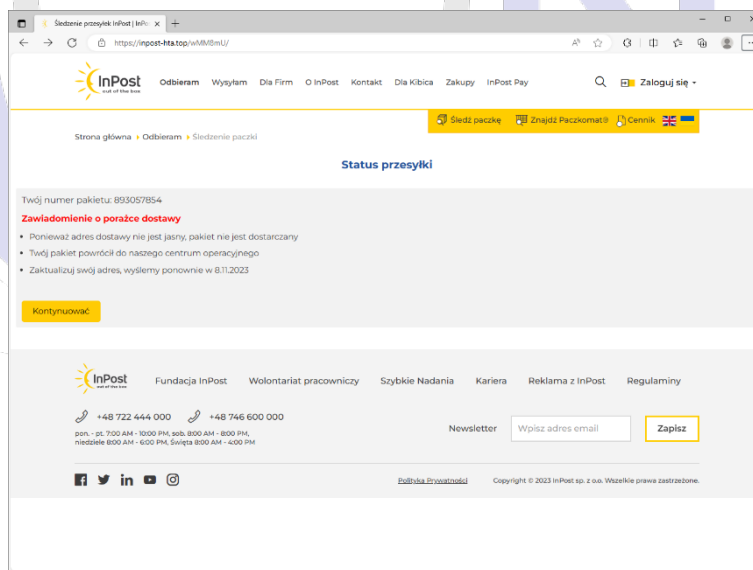 Śledzenie przesyłek InPost | InPo
https://inpost-hta.top/wMM8mU/
InPost
out of the box
Odbieram Wysyłam Dla Firm O InPost Kontakt Dla Kibica Zakupy InPost Pay
Zaloguj się
Śledź paczkę Znajdź Paczkomat® Cennik
Strona główna Odbieram Śledzenie paczki
Status przesyłki
Twój numer pakietu: 893057854
Zawiadomienie o porażce dostawy
• Ponieważ adres dostawy nie jest jasny, pakiet nie jest dostarczany
• Twój pakiet powrócił do naszego centrum operacyjnego
• Zaktualizuj swój adres, wyślemy ponownie w 8.11.2023
Kontynuować
InPost
out of the box
Fundacja InPost Wolontariat pracowniczy Szybkie Nadania Kariera Reklama z InPost Regulaminy
+48 722 444 000 +48 746 600 000
pon. - pt. 7:00 AM - 10:00 PM, sob. 8:00 AM - 8:00 PM,
niedziele 8:00 AM - 6:00 PM, Święta 8:00 AM - 4:00 PM
Newsletter Wpisz adres email Zapisz
Polityka Prywatności Copyright © 2023 InPost sp. z o.o. Wszelkie prawa zastrzeżone.